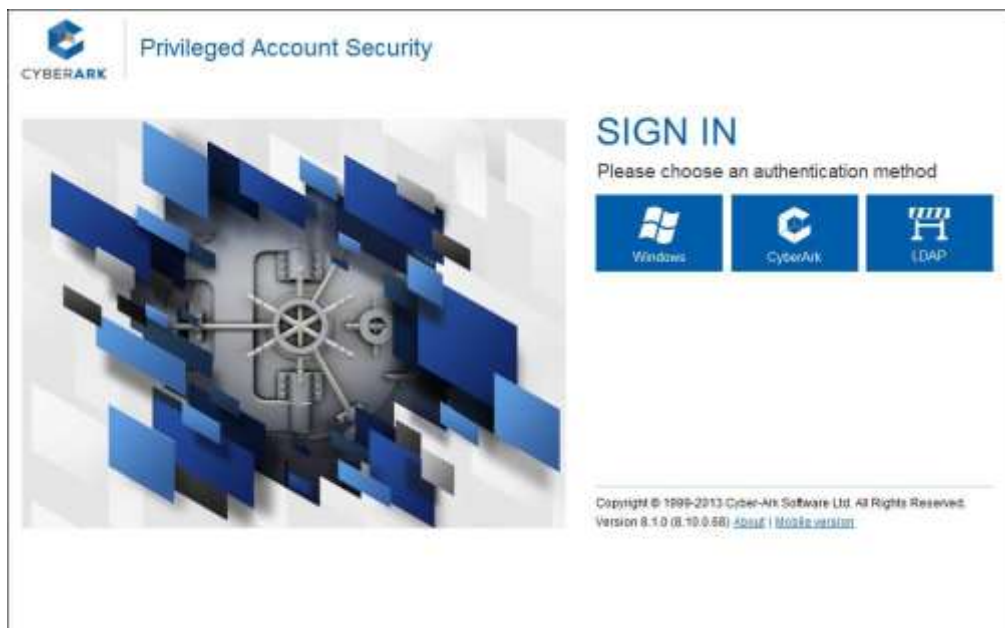 CYBERARK
Privileged Account Security
SIGN IN
Please choose an authentication method
Windows
CyberArk
LDAP
Copyright © 1999-2013 Cyber-Ark Software Ltd. All Rights Reserved.
Version 8.1.0 (8.10.0.68) About | Mobile version